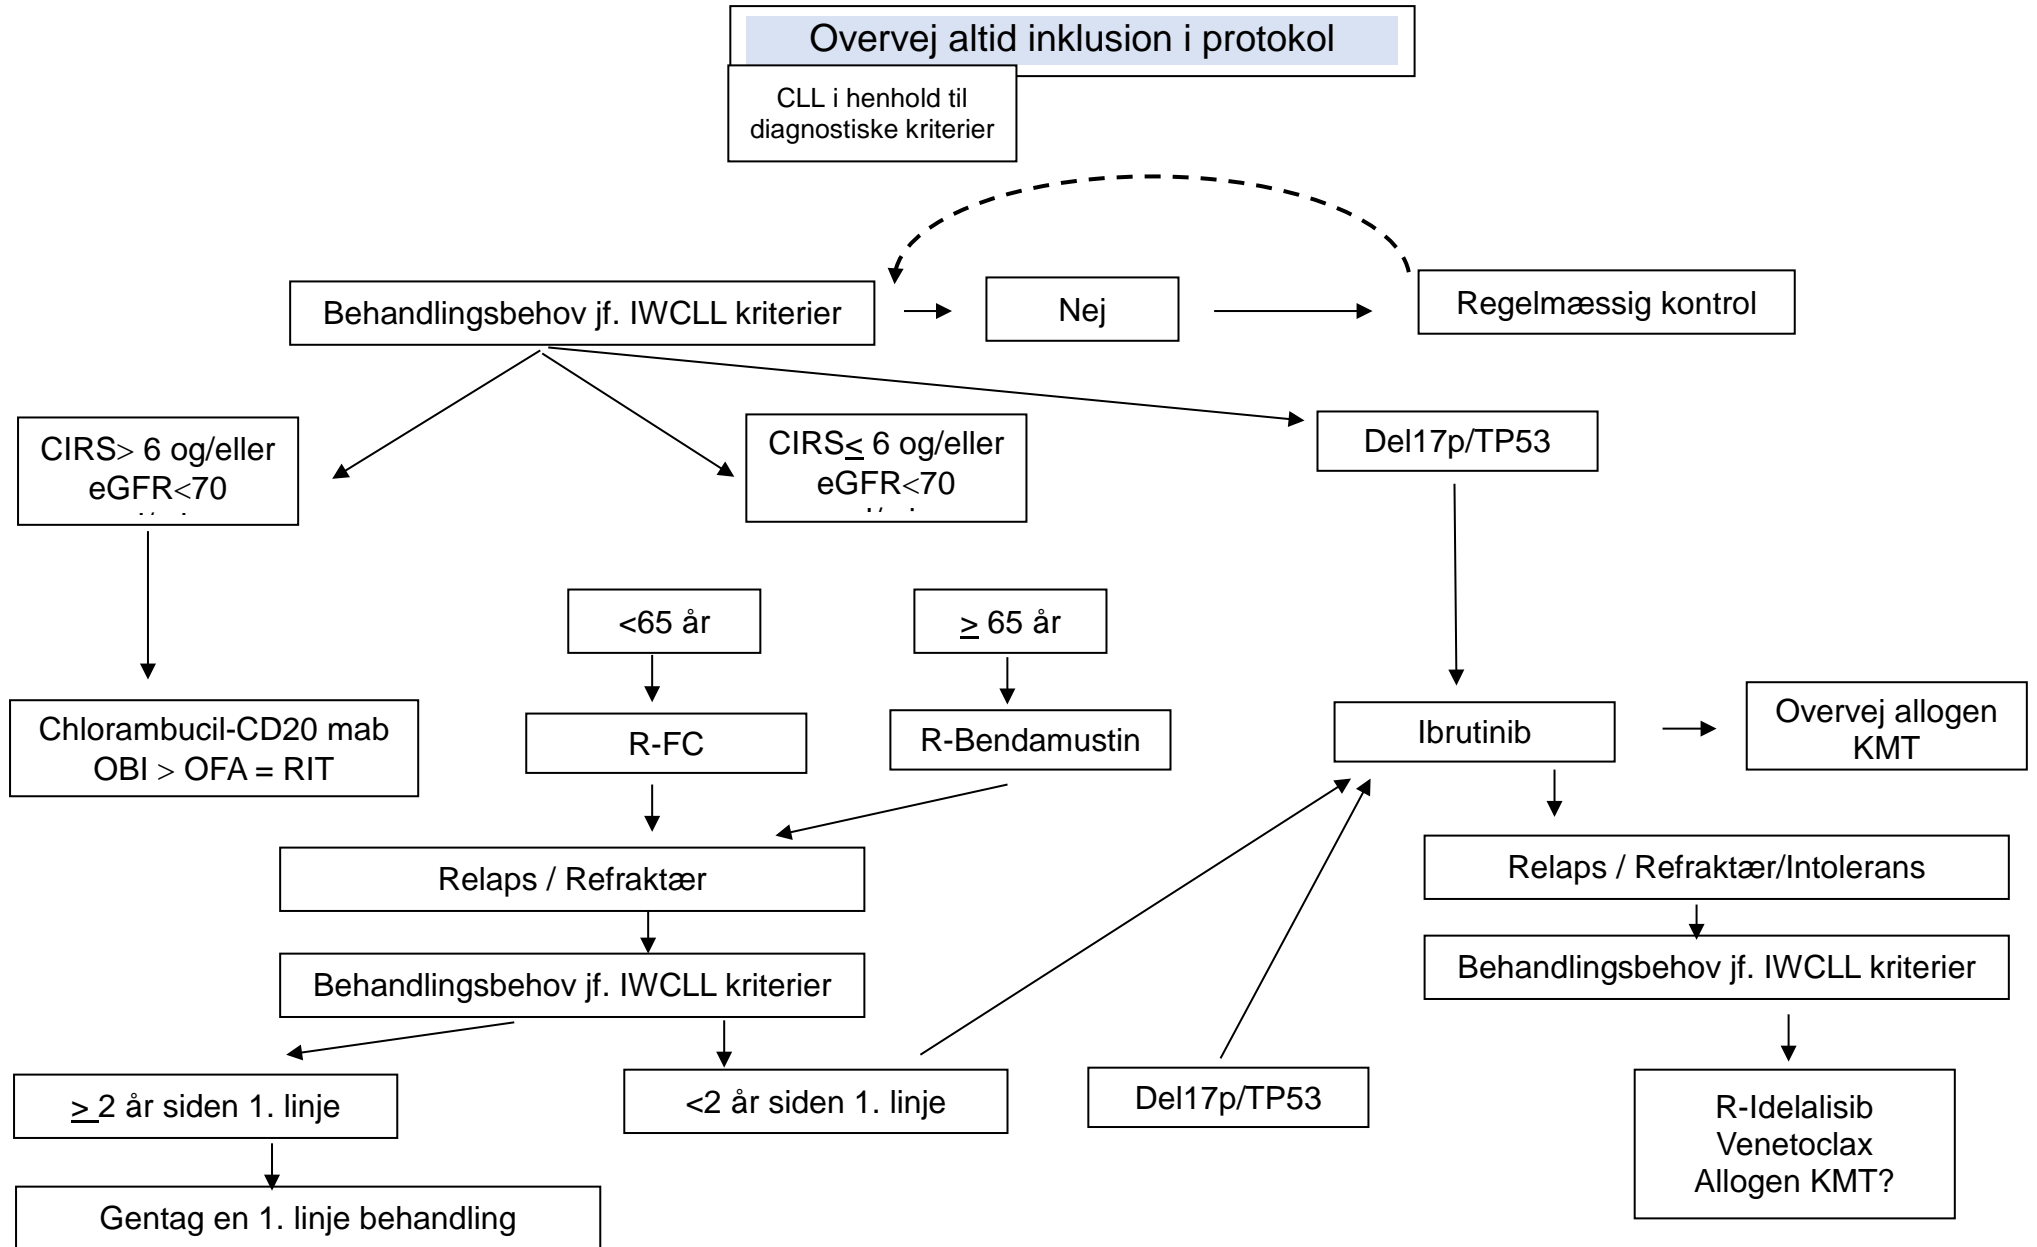 Overvej altid inklusion i protokol
CLL i henhold til
diagnostiske kriterier
Behandlingsbehov jf. IWCLL kriterier
Nej
Regelmæssig kontrol
CIRS> 6 og/eller
eGFR<70
CIRS≤ 6 og/eller
eGFR<70
Del17p/TP53
<65 år
≥ 65 år
Chlorambucil-CD20 mab
OBI > OFA = RIT
R-FC
R-Bendamustin
Ibrutinib
Overvej allogen
KMT
Relaps / Refraktær
Relaps / Refraktær/Intolerans
Behandlingsbehov jf. IWCLL kriterier
Behandlingsbehov jf. IWCLL kriterier
≥ 2 år siden 1. linje
<2 år siden 1. linje
Del17p/TP53
R-Idelalisib
Venetoclax
Allogen KMT?
Gentag en 1. linje behandling